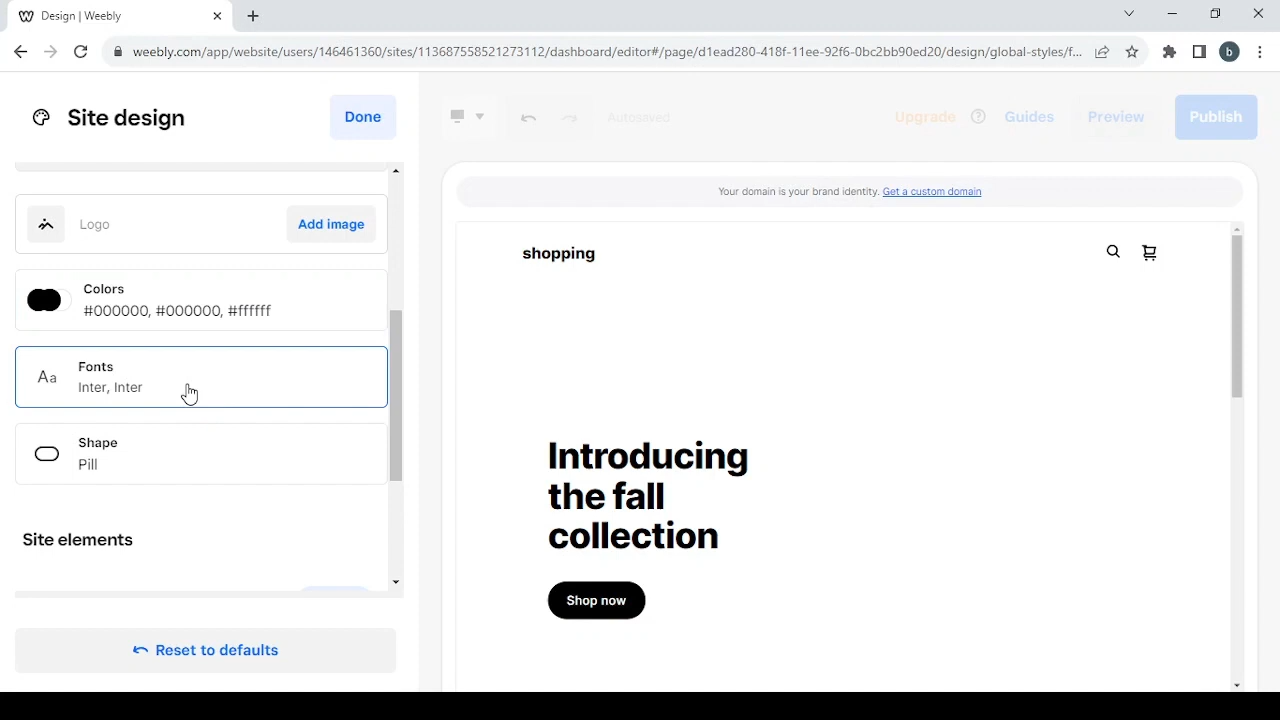 Design | Weebly
weebly.com/app/website/users/146461360/sites/113687558521273112/dashboard/editor#/page/d1ead280-418f-11ee-92f6-0bc2bb90ed20/design/global-styles/f...
b
Site design
Done
Autosaved
Upgrade
Guides
Preview
Publish
Logo
Add image
Colors
#000000, #000000, #ffffff
Aa
Fonts
Inter, Inter
Shape
Pill
Site elements
Reset to defaults
Your domain is your brand identity. Get a custom domain
shopping
Introducing
the fall
collection
Shop now